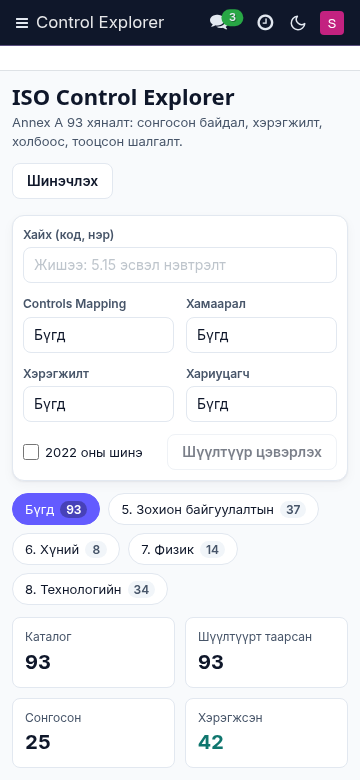 Control Explorer
3
S
ISO Control Explorer
Annex A 93 хяналт: сонгосон байдал, хэрэгжилт,
холбоос, тооцсон шалгалт.
Шинэчлэх
Хайх (код, нэр)
Жишээ: 5.15 эсвэл нэвтрэлт
Controls Mapping
Хамаарал
Бүгд
Бүгд
Хэрэгжилт
Хариуцагч
Бүгд
Бүгд
2022 оны шинэ
Шүүлтүүр цэвэрлэх
Бүгд 93
5. Зохион байгуулалтын 37
6. Хүний 8
7. Физик 14
8. Технологийн 34
Каталог
Шүүлтүүрт таарсан
93
93
Сонгосон
Хэрэгжсэн
25
42